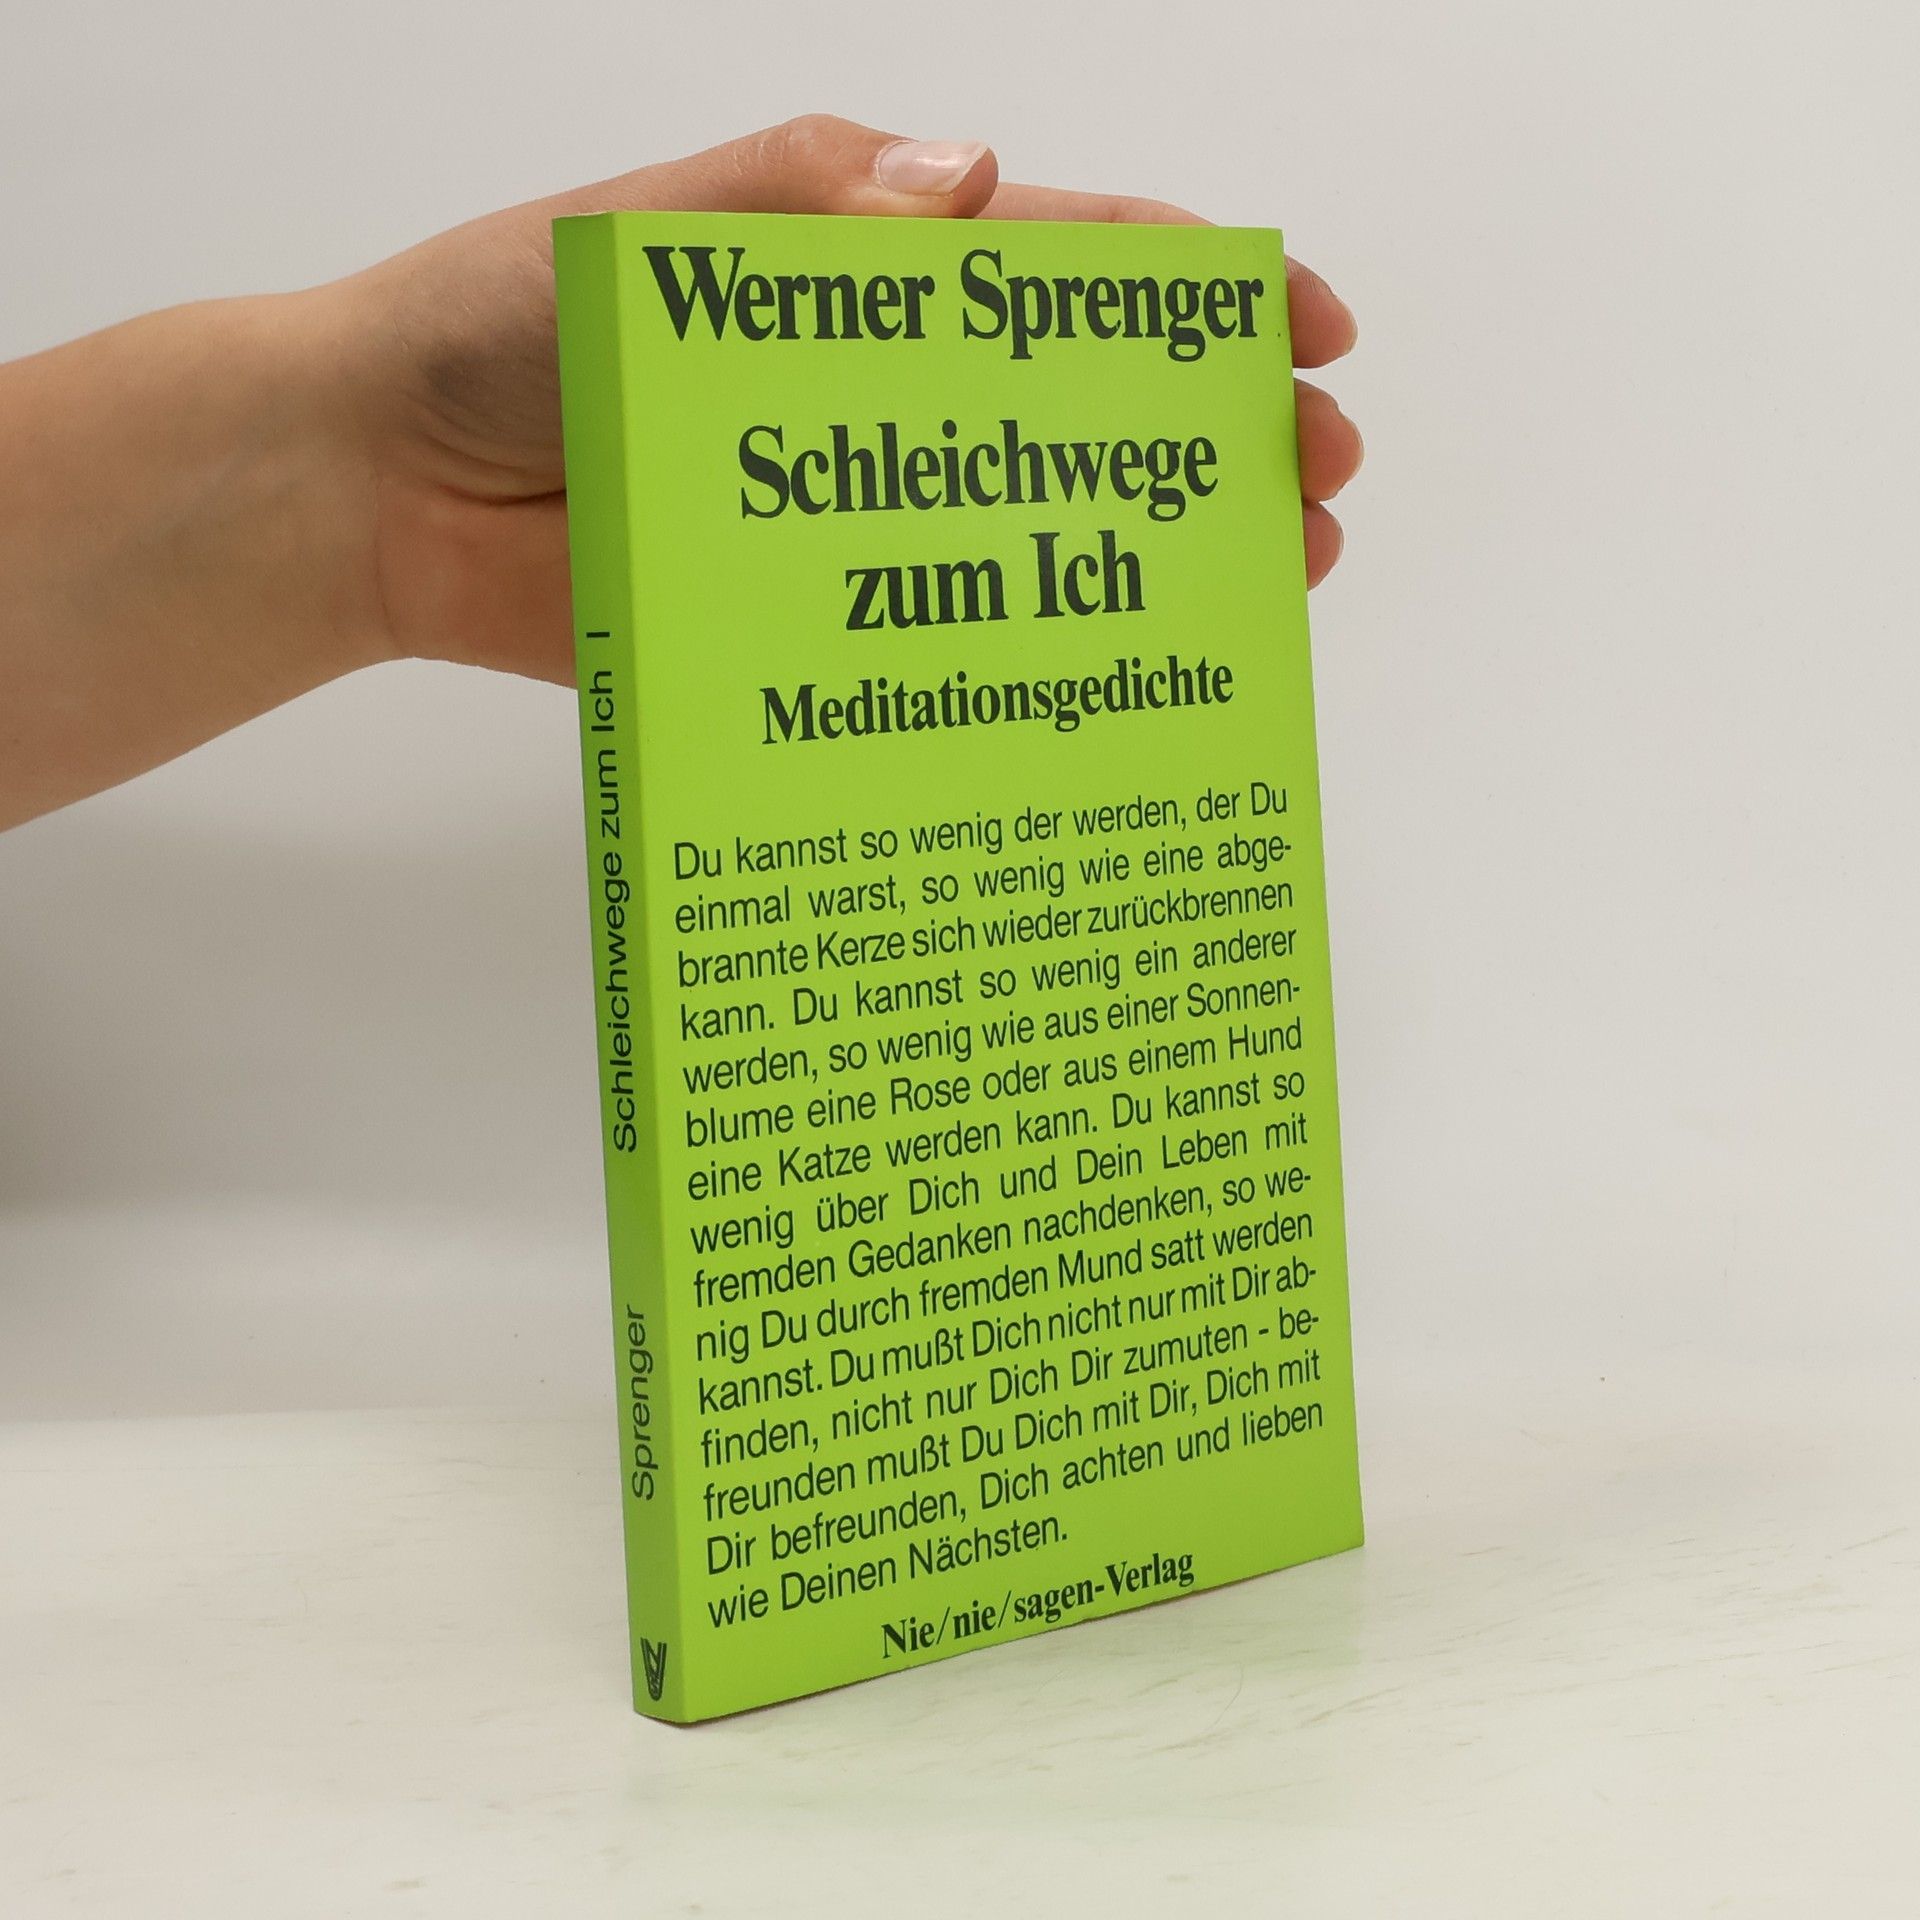 Werner Sprenger
Schleichwege
zum Ich
Meditationsgedichte
Du kannst so wenig der werden, der Du
einmal warst, so wenig wie eine abge-
brannte Kerze sich wieder zurückbrennen
kann. Du kannst so wenig ein anderer
werden, so wenig wie aus einer Sonnen-
blume eine Rose oder aus einem Hund
eine Katze werden kann. Du kannst so
wenig über Dich und Dein Leben mit
fremden Gedanken nachdenken, so we-
nig Du durch fremden Mund satt werden
kannst. Du mußt Dich nicht nur mit Dir ab-
finden, nicht nur Dich Dir zumuten - be-
freunden mußt Du Dich mit Dir, Dich mit
Dir befreunden, Dich achten und lieben
wie Deinen Nächsten.
Nie/nie/sagen-Verlag
Sprenger Schleichwege zum Ich I